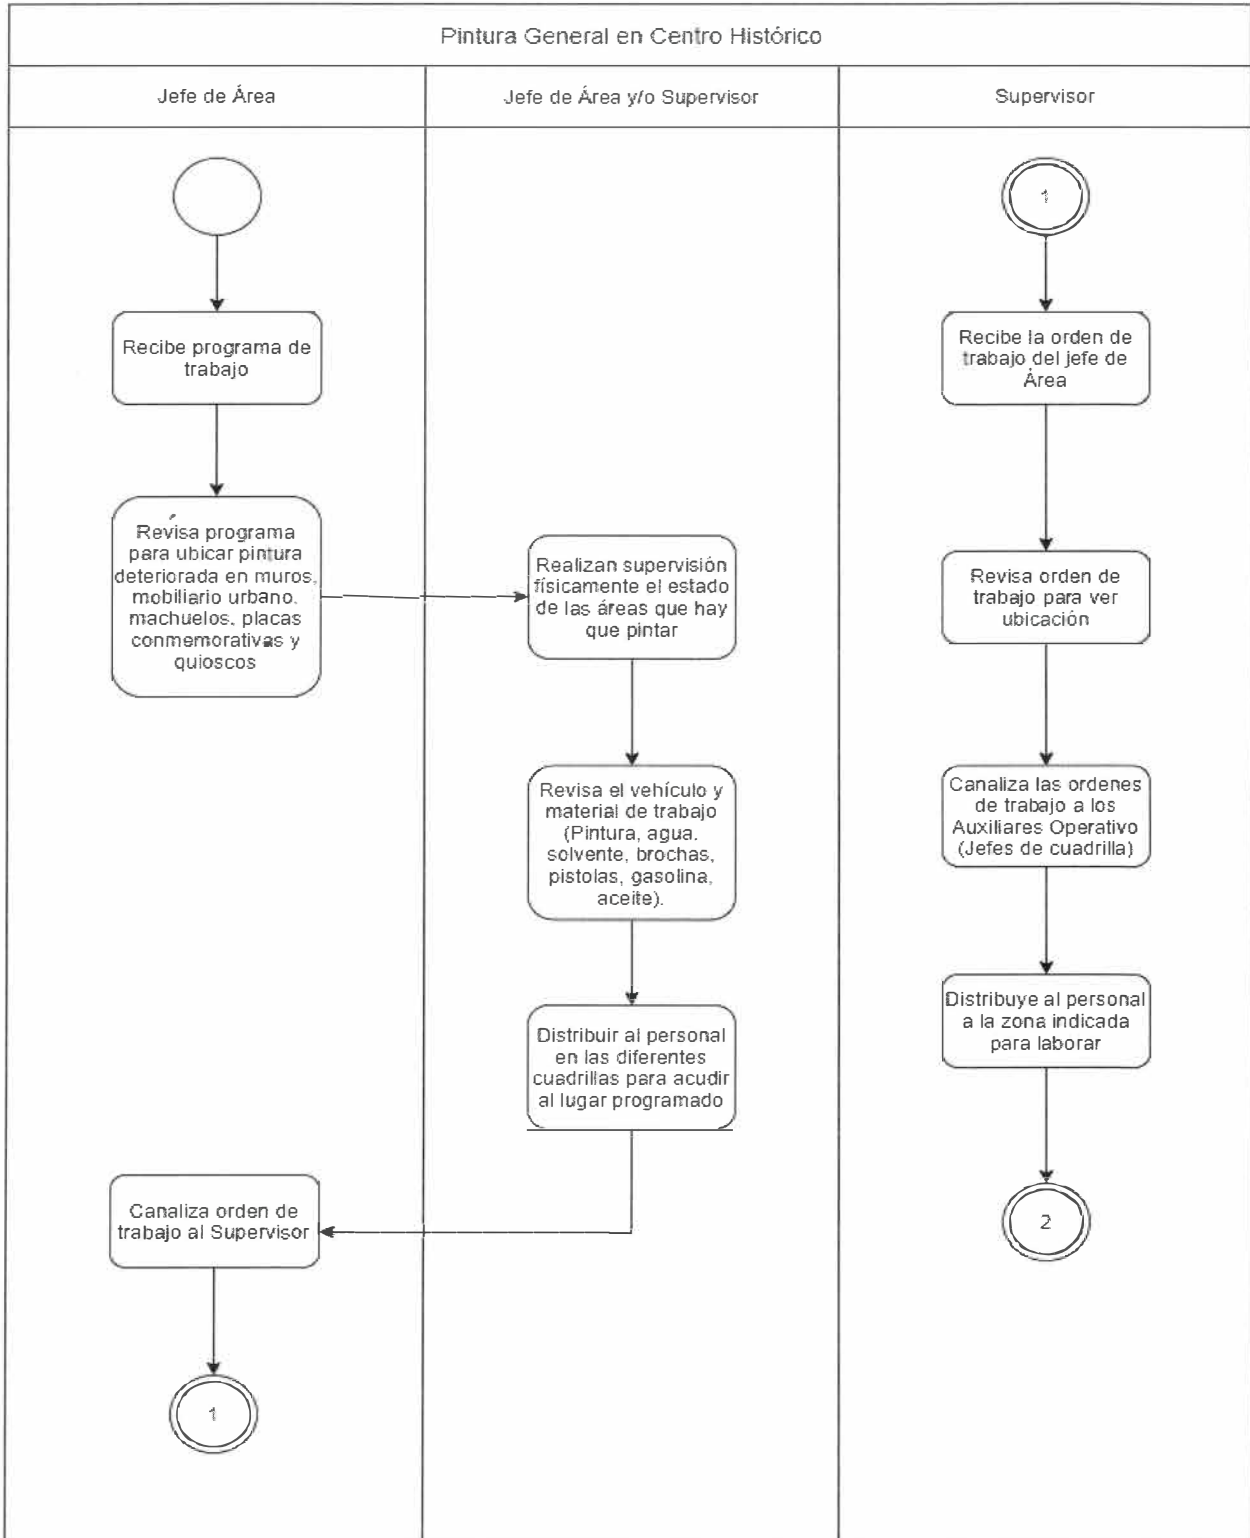 Pintura General en Centro Histórico
Jefe de Área
Jefe de Área y/o Supervisor
Supervisor
Recibe programa de
trabajo
Revisa programa
para ubicar pintura
deteriorada en muros,
mobiliario urbano.
machuelos, placas
conmemorativas y
quioscos
Realizan supervisión
físicamente el estado
de las áreas que hay
que pintar
Revisa el vehículo y
material de trabajo
(Pintura, agua.
solvente, brochas,
pistolas, gasolina,
aceite).
Distribuir al personal
en las diferentes
cuadrillas para acudir
al lugar programado
Canaliza orden de
trabajo al Supervisor
1
1
Recibe la orden de
trabajo del jefe de
Área
Revisa orden de
trabajo para ver
ubicación
Canaliza las ordenes
de trabajo a los
Auxiliares Operativo
(Jefes de cuadrilla)
Distribuye al personal
a la zona indicada
para laborar
2